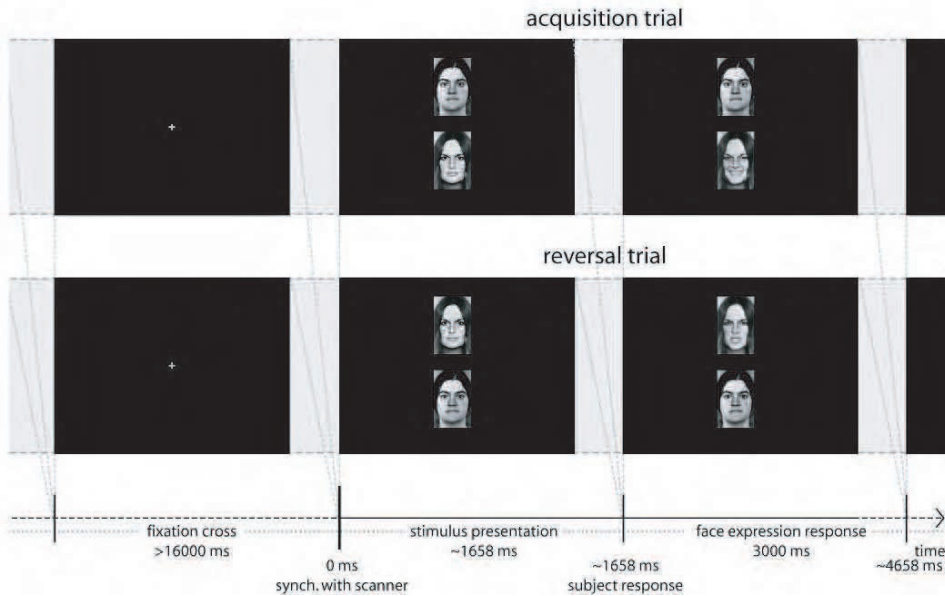 acquisition trial
reversal trial
fixation cross
>16000 ms
stimulus presentation
~1658 ms
face expression response
3000 ms
time
0 ms
synch. with scanner
~1658 ms
subject response
~4658 ms